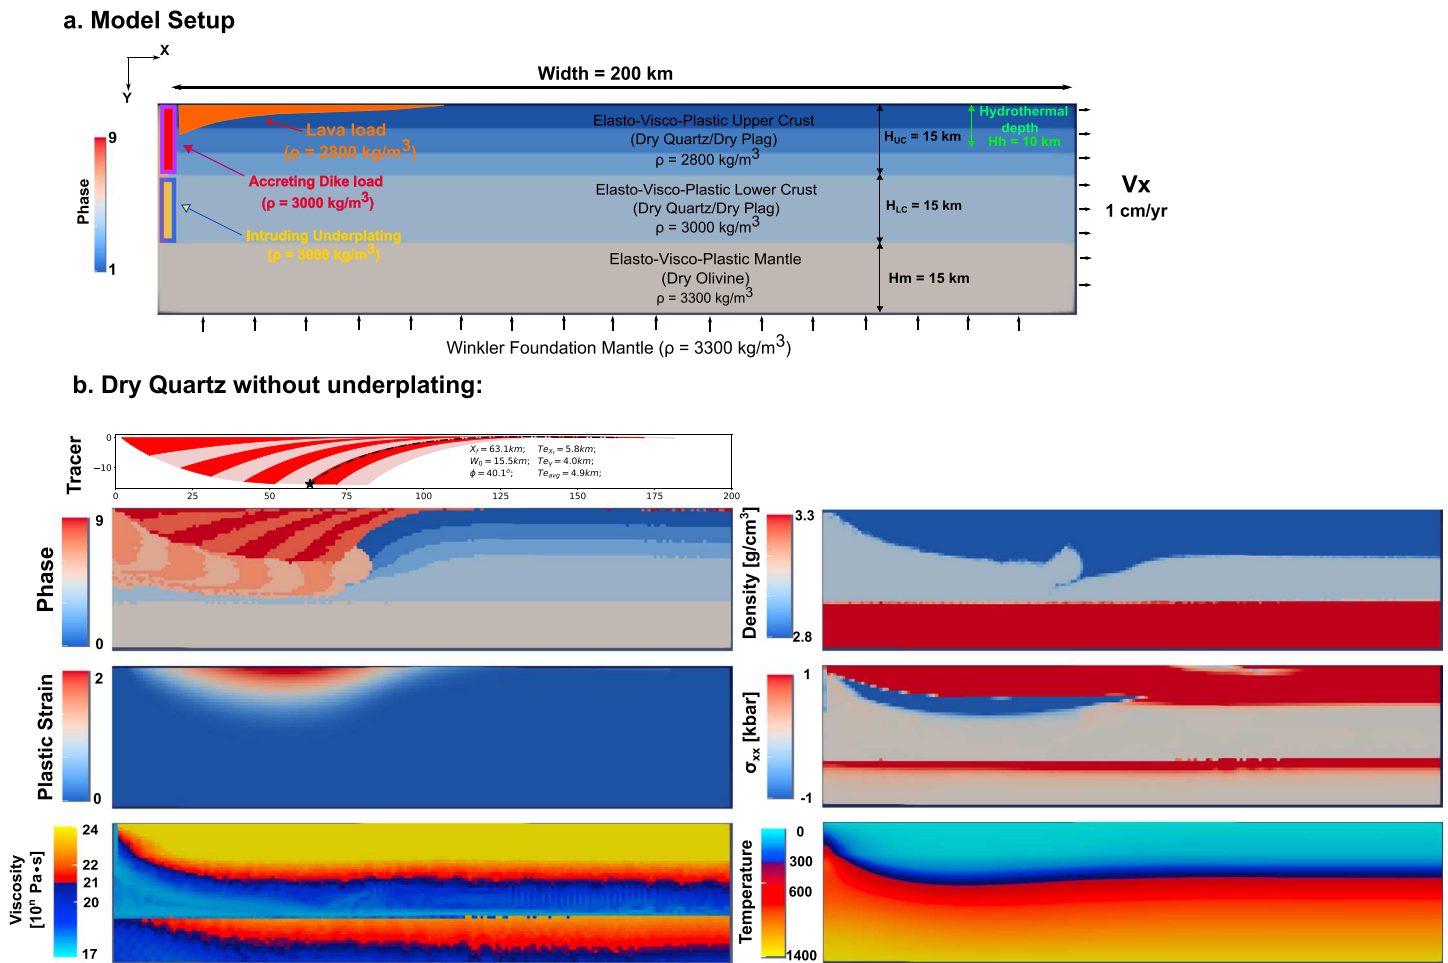 a. Model Setup
X
Y
Width = 200 km
9
Phase
1
Lava load
(ρ = 2800 kg/m3)
Accreting Dike load
(ρ = 3000 kg/m3)
Intruding Underplating
(ρ = 3000 kg/m3)
Elasto-Visco-Plastic Upper Crust
(Dry Quartz/Dry Plag)
ρ = 2800 kg/m3
HUC = 15 km
Hydrothermal
depth
Hh = 10 km
Elasto-Visco-Plastic Lower Crust
(Dry Quartz/Dry Plag)
ρ = 3000 kg/m3
HLC = 15 km
Vx
1 cm/yr
Elasto-Visco-Plastic Mantle
(Dry Olivine)
ρ = 3300 kg/m3
Hm = 15 km
Winkler Foundation Mantle (ρ = 3300 kg/m3)
b. Dry Quartz without underplating:
Tracer
0
−10
Xf = 63.1km; TeXf = 5.8km;
W0 = 15.5km; Teγ = 4.0km;
ϕ = 40.1o; Teavg = 4.9km;
0 25 50 75 100 125 150 175 200
Phase
9
0
Density [g/cm3]
3.3
2.8
Plastic Strain
2
0
σxx [kbar]
1
-1
Viscosity
[10n Pa•s]
24
22
21
20
17
Temperature
0
300
600
1400